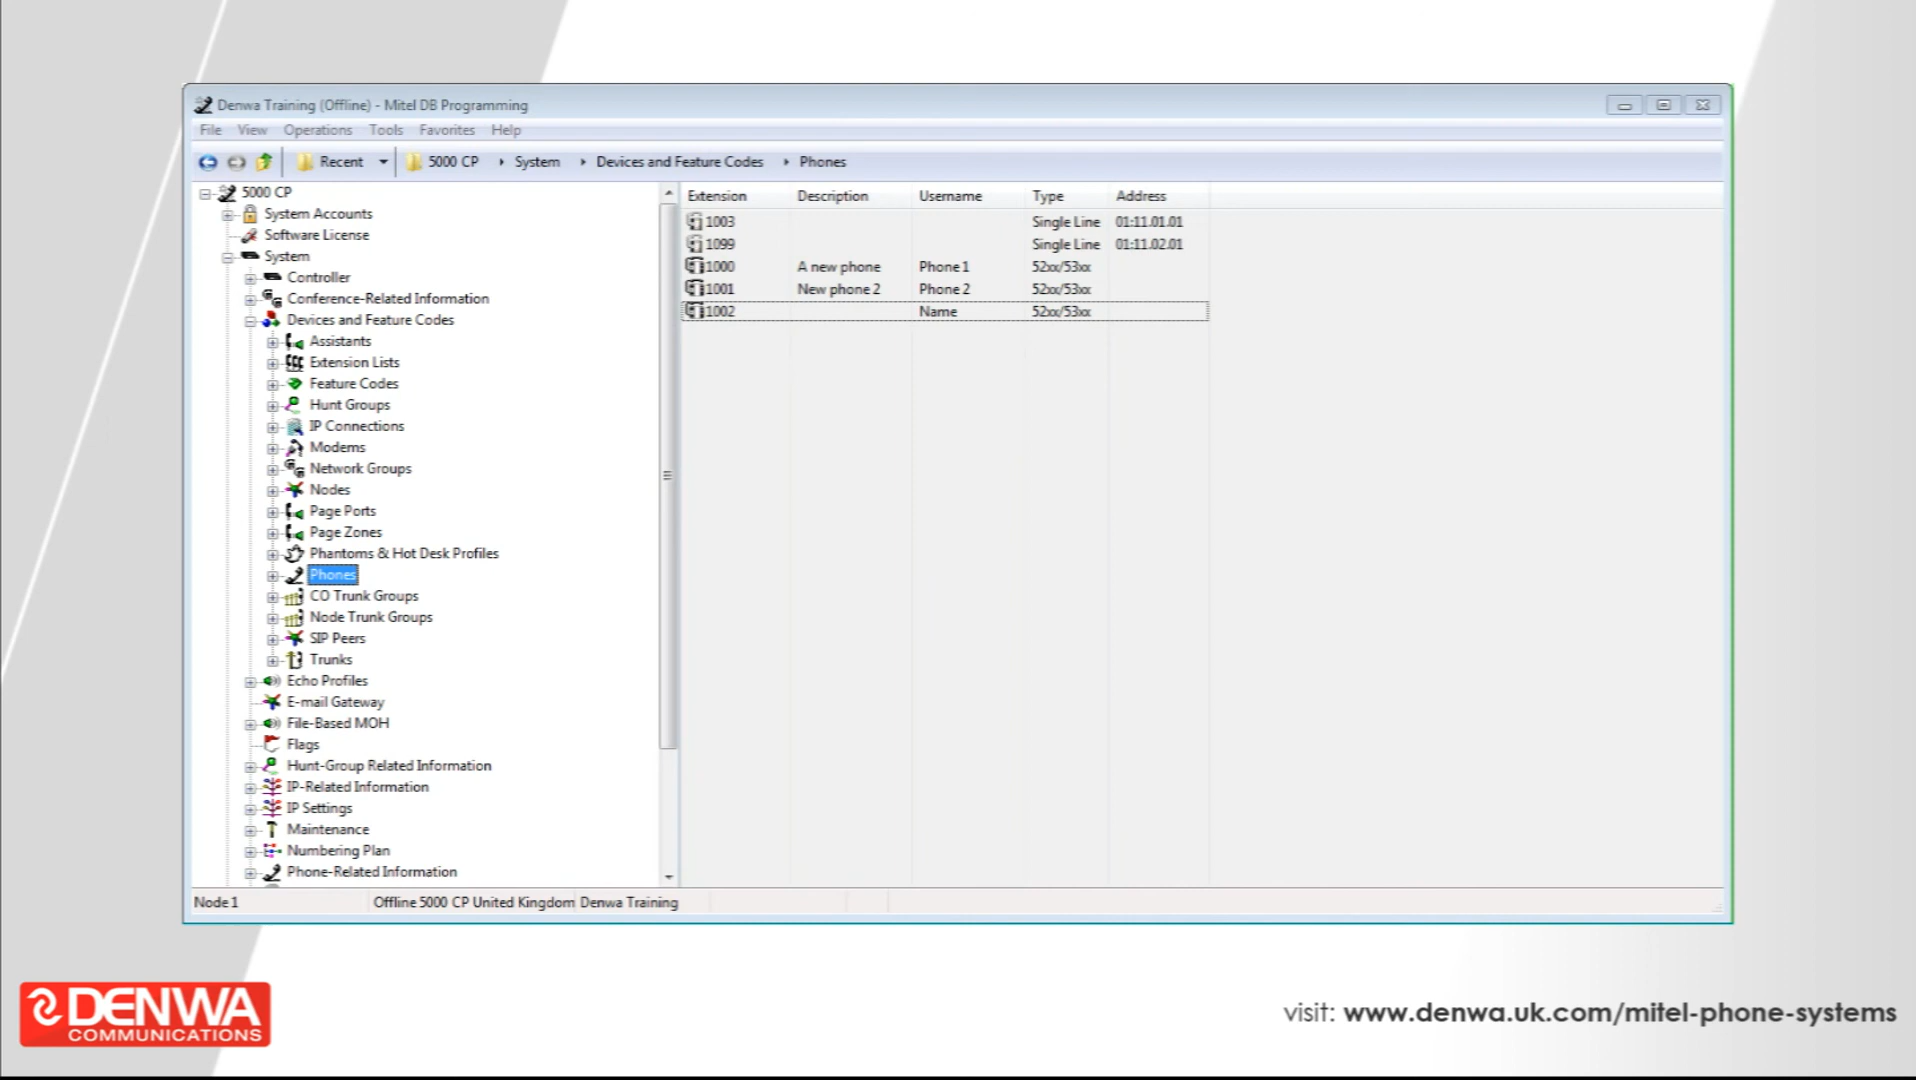 Denwa Training (Offline) - Mitel DB Programming
File View Operations Tools Favorites Help
Recent 5000 CP System Devices and Feature Codes Phones
5000 CP
System Accounts
Software License
System
Controller
Conference-Related Information
Devices and Feature Codes
Assistants
Extension Lists
Feature Codes
Hunt Groups
IP Connections
Modems
Network Groups
Nodes
Page Ports
Page Zones
Phantoms & Hot Desk Profiles
Phones
CO Trunk Groups
Node Trunk Groups
SIP Peers
Trunks
Echo Profiles
E-mail Gateway
File-Based MOH
Flags
Hunt-Group Related Information
IP-Related Information
IP Settings
Maintenance
Numbering Plan
Phone-Related Information
Extension Description Username Type Address
1003 Single Line 01:11.01.01
1099 Single Line 01:11.02.01
1000 A new phone Phone 1 52xx/53xx
1001 New phone 2 Phone 2 52xx/53xx
1002 Name 52xx/53xx
Node 1 Offline 5000 CP United Kingdom Denwa Training
DENWA
COMMUNICATIONS
visit: www.denwa.uk.com/mitel-phone-systems